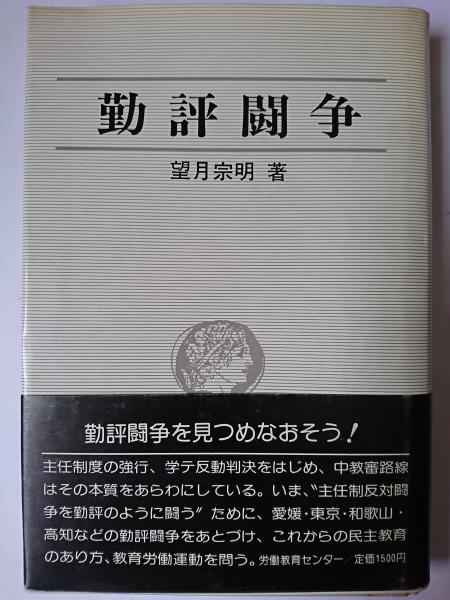 勤評闘争
望月宗明 著
勤評闘争を見つめなおそう!
主任制度の強行、学テ反動判決をはじめ、中教審路線
はその本質をあらわにしている。いま、〝主任制反対闘
争を勤評のように闘う〟ために、愛媛・東京・和歌山・
高知などの勤評闘争をあとづけ、これからの民主教育
のあり方、教育労働運動を問う。労働教育センター/定価1500円